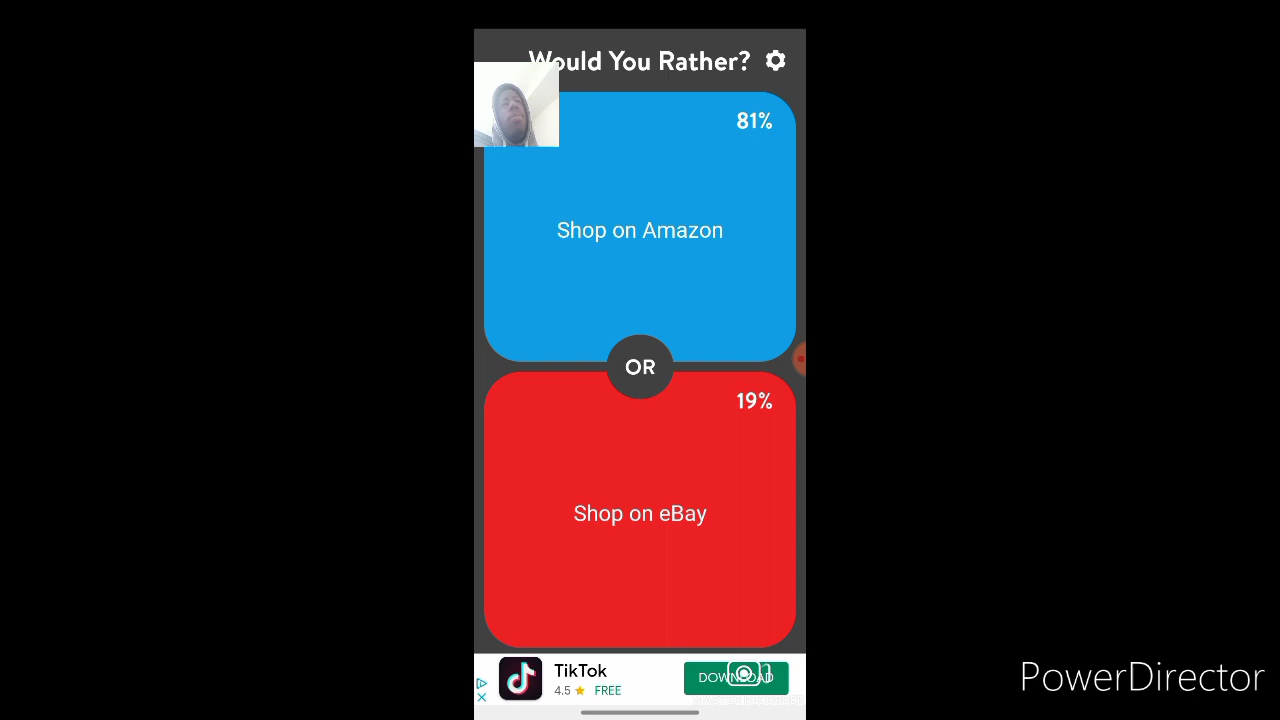 Would You Rather?
81%
Shop on Amazon
OR
19%
Shop on eBay
TikTok
4.5 FREE
DOWNLOAD
PowerDirector